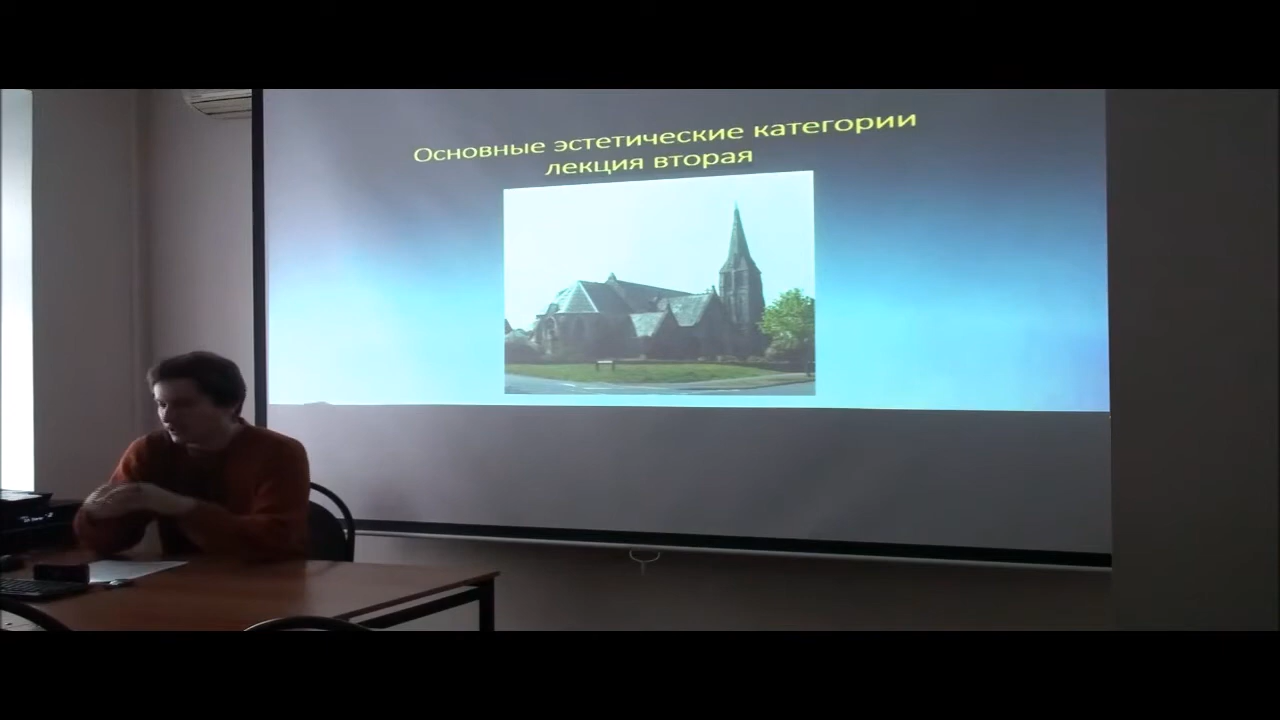 Основные эстетические категории
лекция вторая